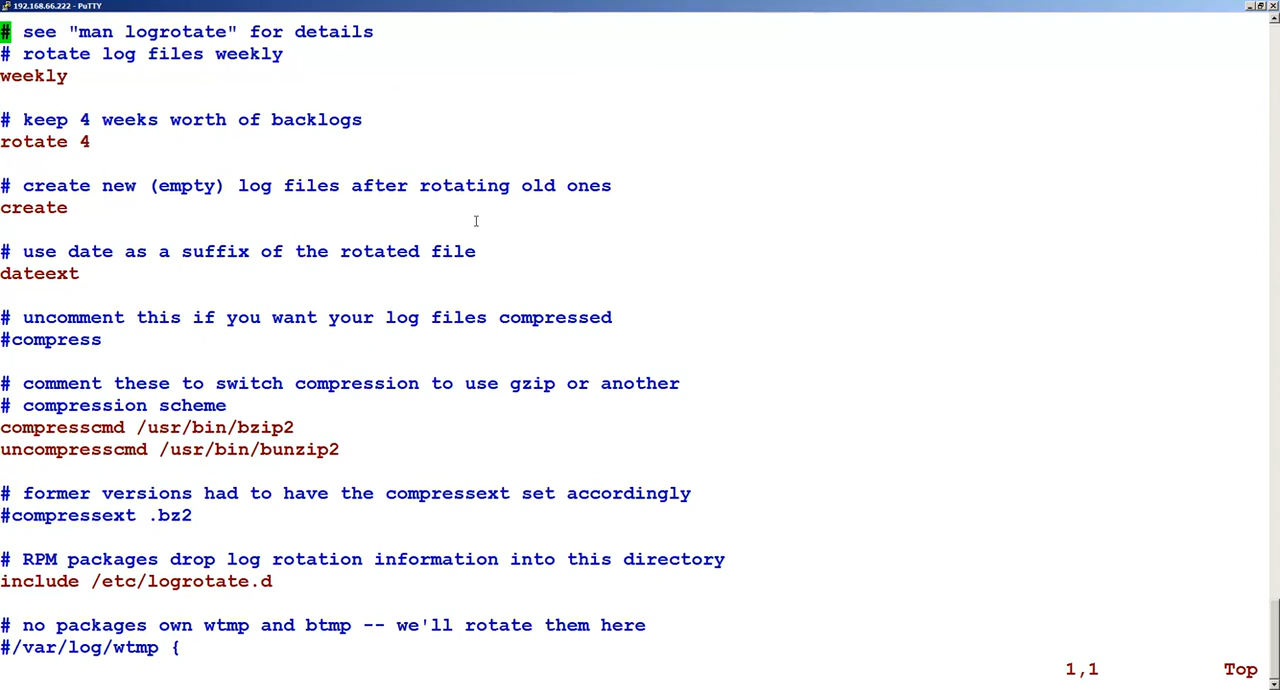 192.168.66.222 - PuTTY
# see "man logrotate" for details
# rotate log files weekly
weekly
# keep 4 weeks worth of backlogs
rotate 4
# create new (empty) log files after rotating old ones
create
# use date as a suffix of the rotated file
dateext
# uncomment this if you want your log files compressed
#compress
# comment these to switch compression to use gzip or another
# compression scheme
compresscmd /usr/bin/bzip2
uncompresscmd /usr/bin/bunzip2
# former versions had to have the compressext set accordingly
#compressext .bz2
# RPM packages drop log rotation information into this directory
include /etc/logrotate.d
# no packages own wtmp and btmp -- we'll rotate them here
#/var/log/wtmp {
1,1 Top